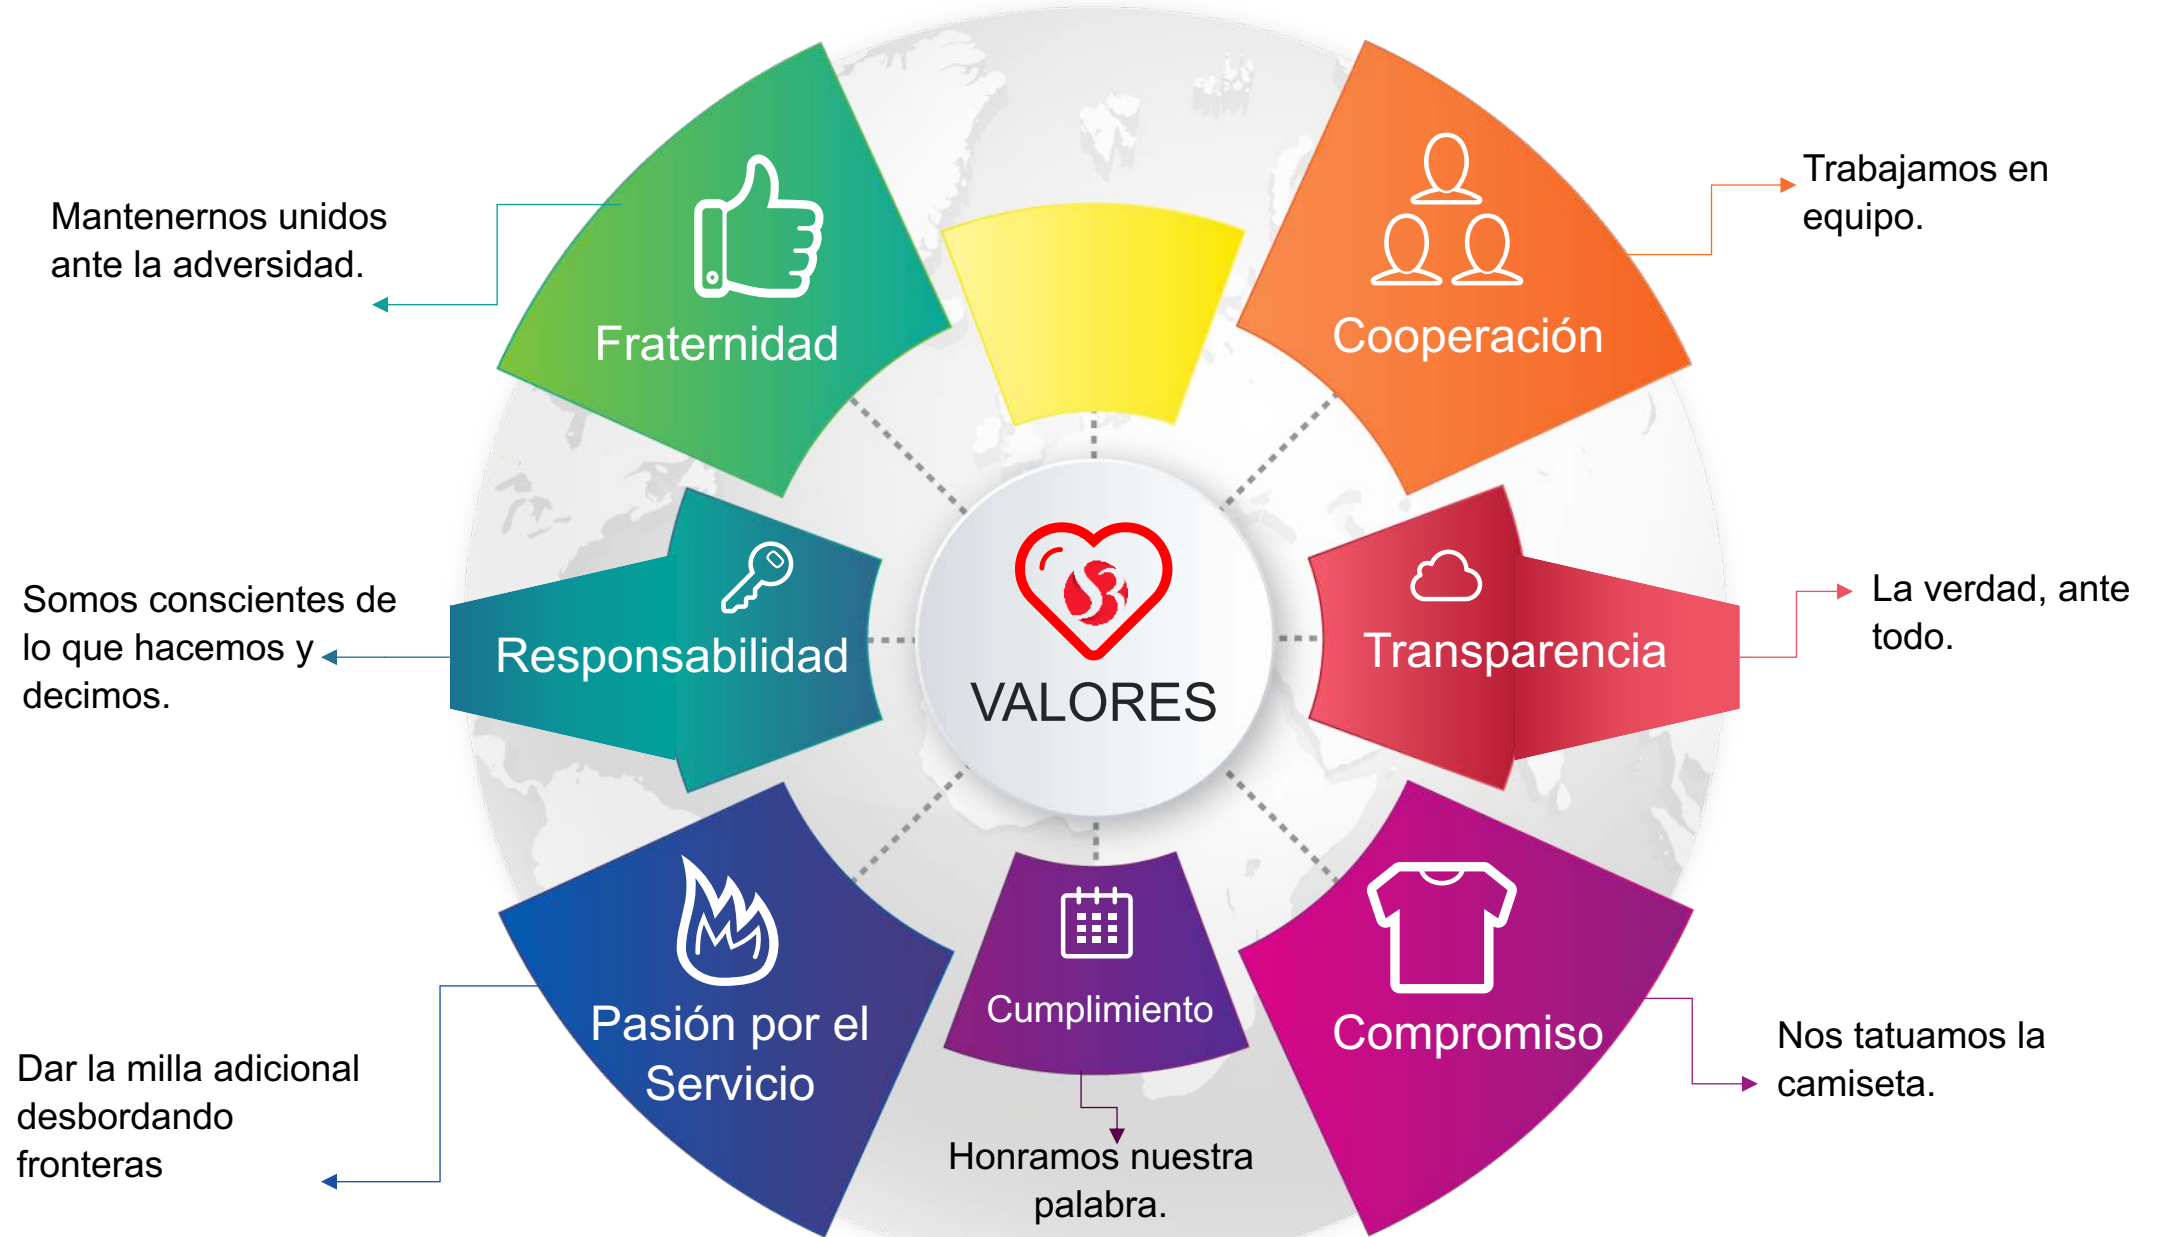 Mantenernos unidos
ante la adversidad.
Fraternidad
Cooperación
Trabajamos en
equipo.
Somos conscientes de
lo que hacemos y
decimos.
Responsabilidad
VALORES
Transparencia
La verdad, ante
todo.
Dar la milla adicional
desbordando
fronteras
Pasión por el
Servicio
Cumplimiento
Honramos nuestra
palabra.
Compromiso
Nos tatuamos la
camiseta.